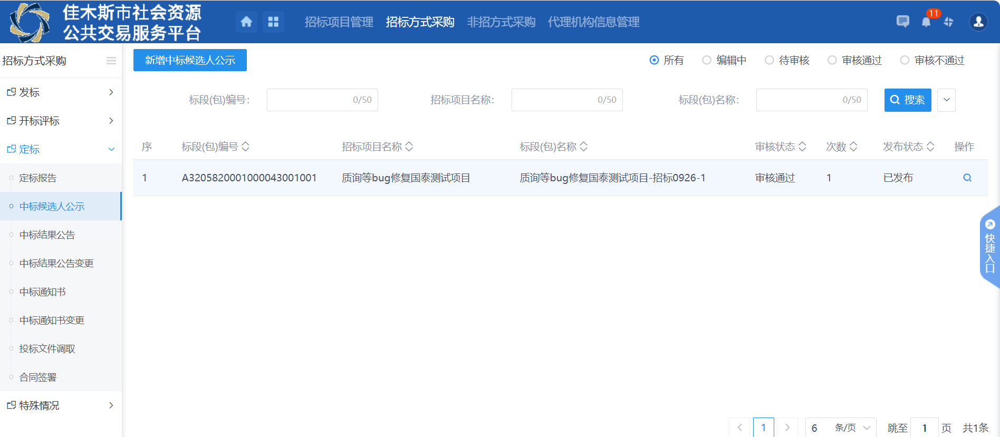 佳木斯市社会资源
公共交易服务平台
招标项目管理 招标方式采购 非招方式采购 代理机构信息管理
11
招标方式采购
发标
开标评标
定标
定标报告
中标候选人公示
中标结果公告
中标结果公告变更
中标通知书
中标通知书变更
投标文件调取
合同签署
特殊情况
新增中标候选人公示
所有 编辑中 待审核 审核通过 审核不通过
标段(包)编号： 0/50 招标项目名称： 0/50 标段(包)名称： 0/50 搜索
序 标段(包)编号 招标项目名称 标段(包)名称 审核状态 次数 发布状态 操作
1 A3205820001000043001001 质询等bug修复国泰测试项目 质询等bug修复国泰测试项目-招标0926-1 审核通过 1 已发布
快捷入口
1 6 条/页 跳至 1 页 共1条